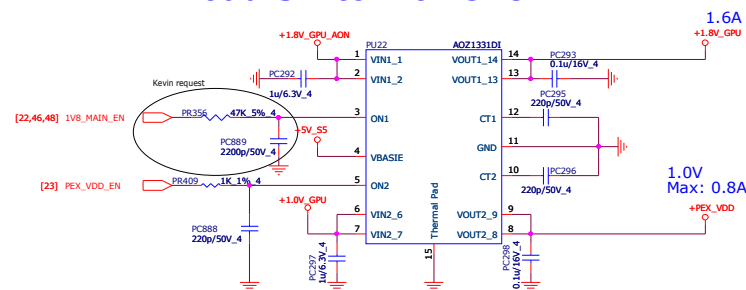 1.6A
+1.8V_GPU_AON
PU22
AOZ1331DI
+1.8V_GPU
1
VIN1_1
VOUT1_14
14
PC293
0.1u/16V_4
2
VIN1_2
VOUT1_13
13
PC292
1u/6.3V_4
Kevin request
PC295
220p/50V_4
[22,46,48] 1V8_MAIN_EN
PR356
47K_5%_4
3
ON1
CT1
12
+5V_S5
PC889
2200p/50V_4
GND
11
4
VBASIE
CT2
10
PC296
220p/50V_4
1.0V
Max: 0.8A
[23] PEX_VDD_EN
PR409
1K_1%_4
5
ON2
+1.0V_GPU
+PEX_VDD
6
VIN2_6
VOUT2_9
9
7
VIN2_7
VOUT2_8
8
PC888
220p/50V_4
PC297
1u/6.3V_4
Thermal Pad
15
PC298
0.1u/16V_4